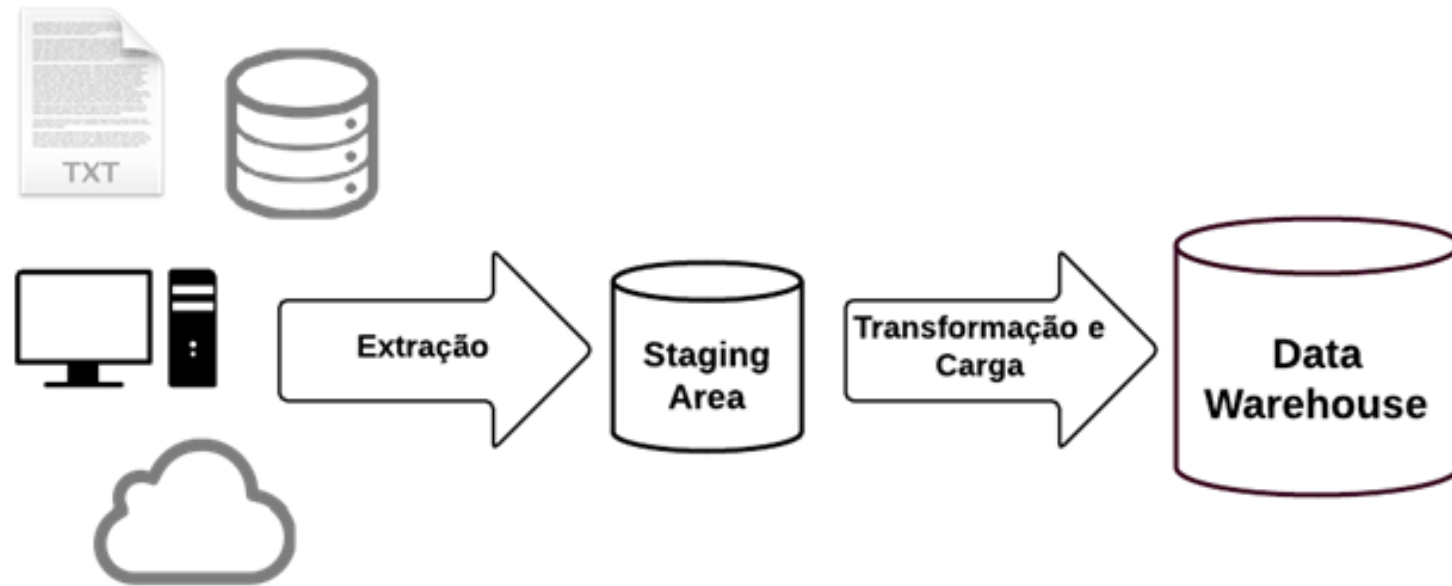 TXT
Extração
Staging
Area
Transformação e
Carga
Data
Warehouse